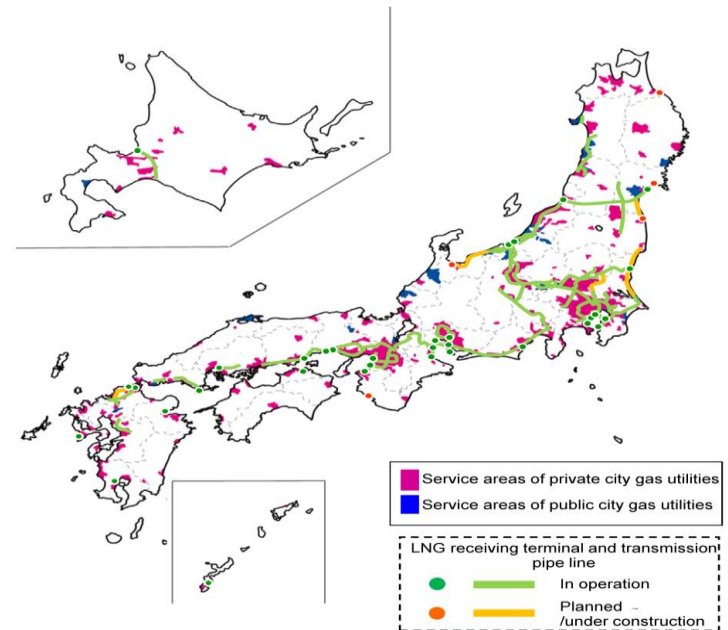 Service areas of private city gas utilities
Service areas of public city gas utilities
LNG receiving terminal and transmission
pipe line
In operation
Planned
/under construction